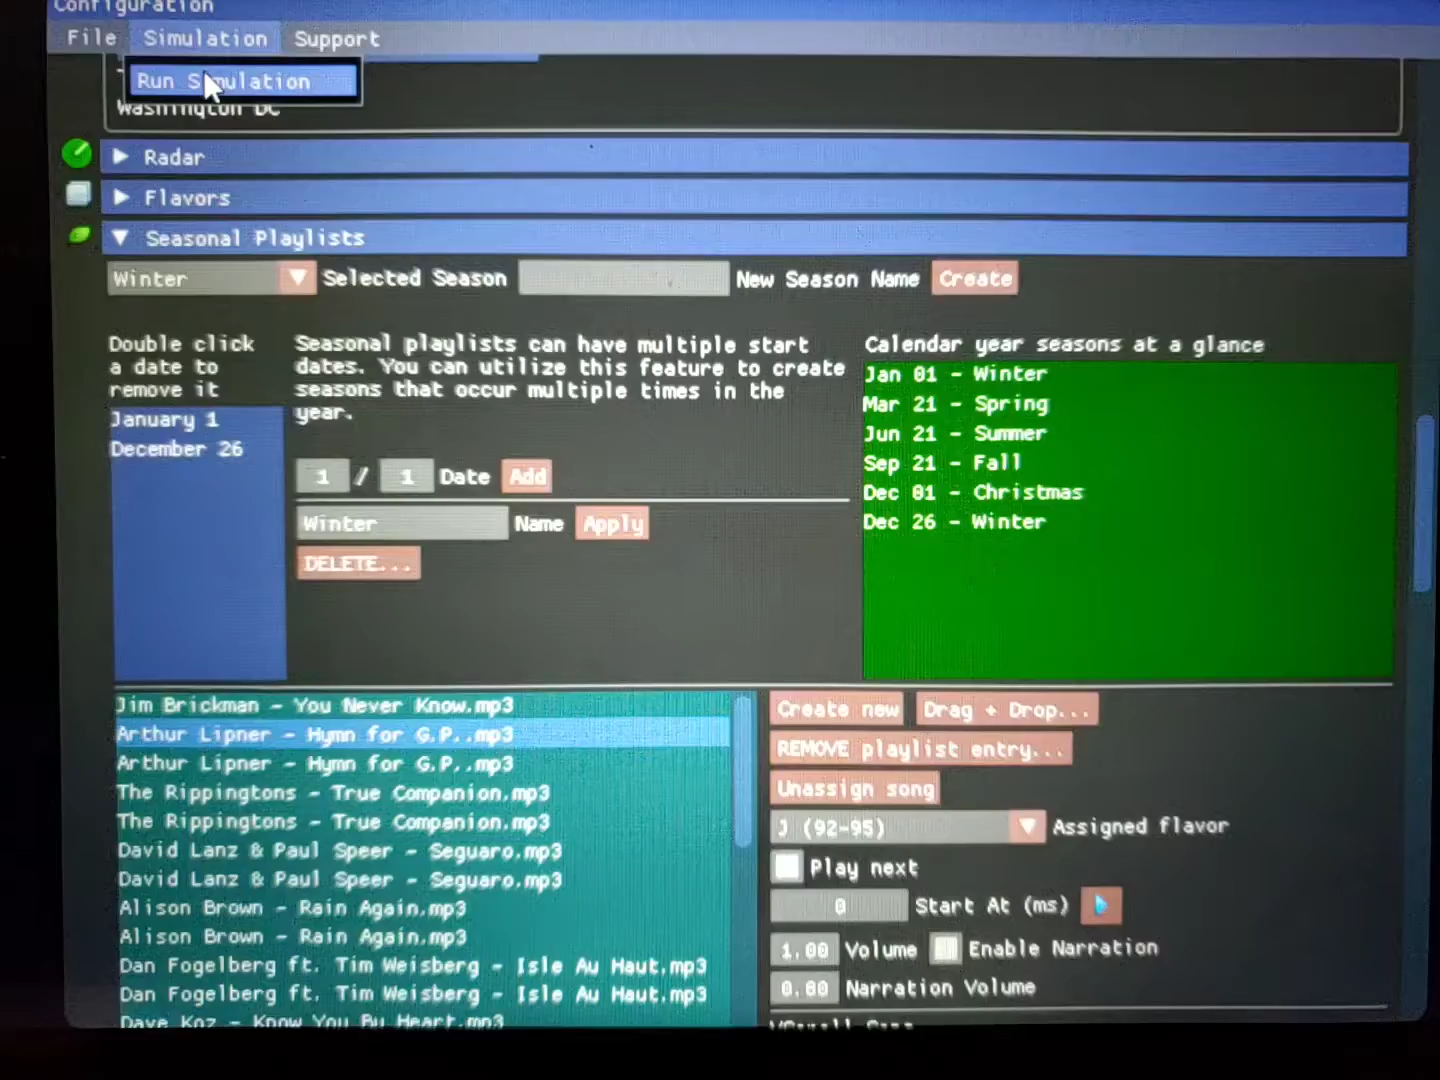 Configuration
File Simulation Support
Run Simulation
Washington DC
Radar
Flavors
Seasonal Playlists
Winter Selected Season New Season Name Create
Double click
a date to
remove it
January 1
December 26
Seasonal playlists can have multiple start
dates. You can utilize this feature to create
seasons that occur multiple times in the
year.
1 / 1 Date Add
Winter Name Apply
DELETE...
Calendar year seasons at a glance
Jan 01 - Winter
Mar 21 - Spring
Jun 21 - Summer
Sep 21 - Fall
Dec 01 - Christmas
Dec 26 - Winter
Jim Brickman - You Never Know.mp3
Arthur Lipner - Hymn for G.P..mp3
Arthur Lipner - Hymn for G.P..mp3
The Rippingtons - True Companion.mp3
The Rippingtons - True Companion.mp3
David Lanz & Paul Speer - Seguaro.mp3
David Lanz & Paul Speer - Seguaro.mp3
Alison Brown - Rain Again.mp3
Alison Brown - Rain Again.mp3
Dan Fogelberg ft. Tim Weisberg - Isle Au Haut.mp3
Dan Fogelberg ft. Tim Weisberg - Isle Au Haut.mp3
Dave Koz - Know You By Heart.mp3
Create new Drag + Drop...
REMOVE playlist entry...
Unassign song
J (92-95) Assigned flavor
Play next
0 Start At (ms)
1.00 Volume Enable Narration
0.80 Narration Volume